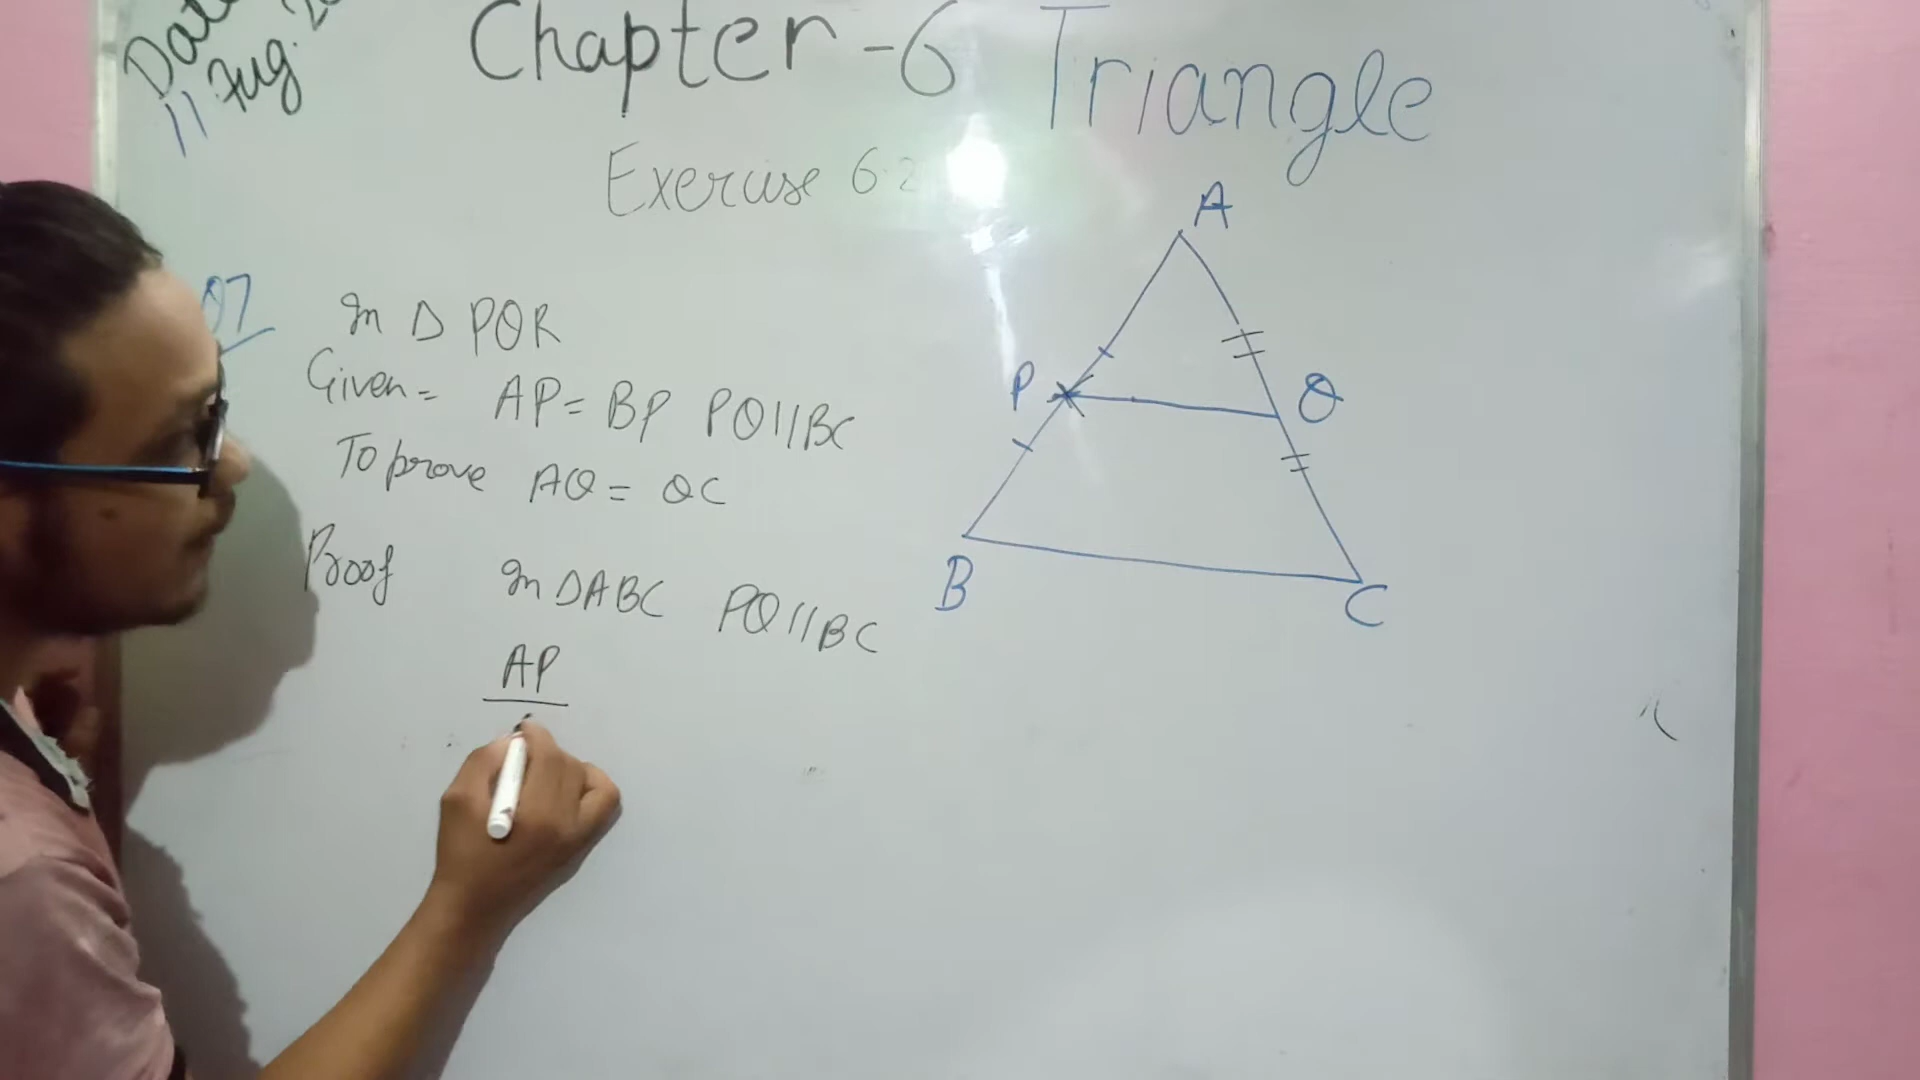 Date
11 Aug.
Chapter - 6 Triangle
Exercise 6.2
Q7
In Δ PQR
Given = AP = BP PQ // BC
To prove AQ = QC
Proof In ΔABC PQ // BC
AP
A
P
Q
B
C